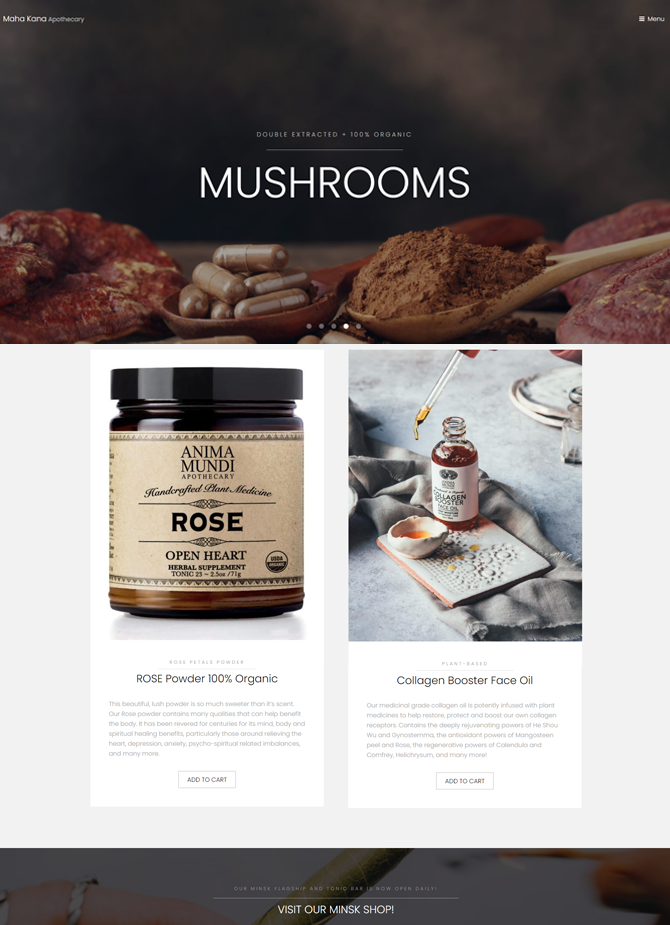 Maha Kana Apothecary
Menu
DOUBLE EXTRACTED + 100% ORGANIC
MUSHROOMS
ANIMA
MUNDI
APOTHECARY
Handcrafted Plant Medicine
ROSE
OPEN HEART
HERBAL SUPPLEMENT
TONIC 23 ~ 2.5oz /71g
USDA
ORGANIC
ROSE PETALS POWDER
ROSE Powder 100% Organic
This beautiful, lush powder is so much sweeter than it's scent.
Our Rose powder contains many qualities that can help benefit
the body. It has been revered for centuries for its mind, body and
spiritual healing benefits, particularly those around relieving the
heart, depression, anxiety, psycho-spiritual related imbalances,
and many more.
ADD TO CART
ANIMA
MUNDI
COLLAGEN
BOOSTER
FACE OIL
PLANT-BASED
Collagen Booster Face Oil
Our medicinal grade collagen oil is potently infused with plant
medicines to help restore, protect and boost our own collagen
receptors. Contains the deeply rejuvenating powers of He Shou
Wu and Gynostemma, the antioxidant powers of Mangosteen
peel and Rose, the regenerative powers of Calendula and
Comfrey, Helichrysum, and many more!
ADD TO CART
OUR MINSK FLAGSHIP AND TONIC BAR IS NOW OPEN DAILY!
VISIT OUR MINSK SHOP!